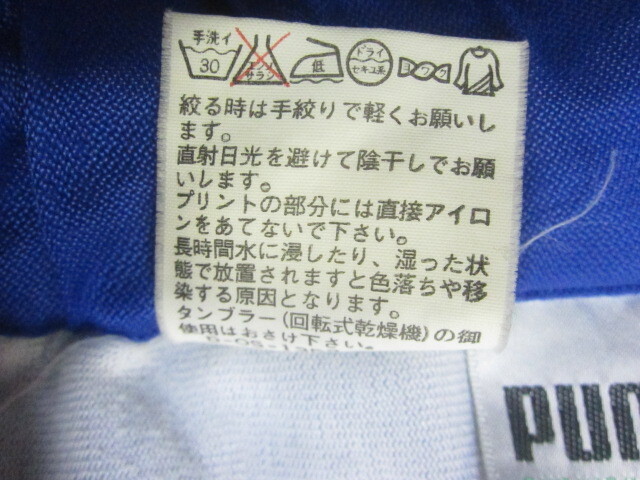 手洗イ
30
エンソ
サラシ
低
ドライ
セキユ系
ヨワク
絞る時は手絞りで軽くお願いし
ます。
直射日光を避けて陰干しでお願
いします。
プリントの部分には直接アイロ
ンをあてないで下さい。
長時間水に浸したり、湿った状
態で放置されますと色落ちや移
染する原因となります。
タンブラー(回転式乾燥機)の御
使用はおさけ下さい。
PU